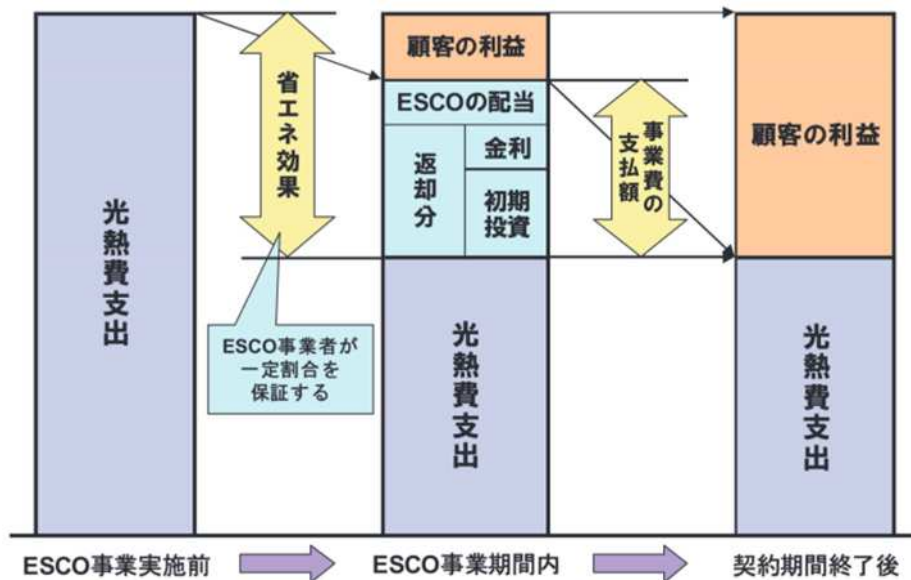 光熱費支出
省エネ効果
ESCO事業者が
一定割合を
保証する
顧客の利益
ESCOの配当
返却分
金利
初期
投資
光熱費支出
事業費の
支払額
顧客の利益
光熱費支出
ESCO事業実施前
ESCO事業期間内
契約期間終了後